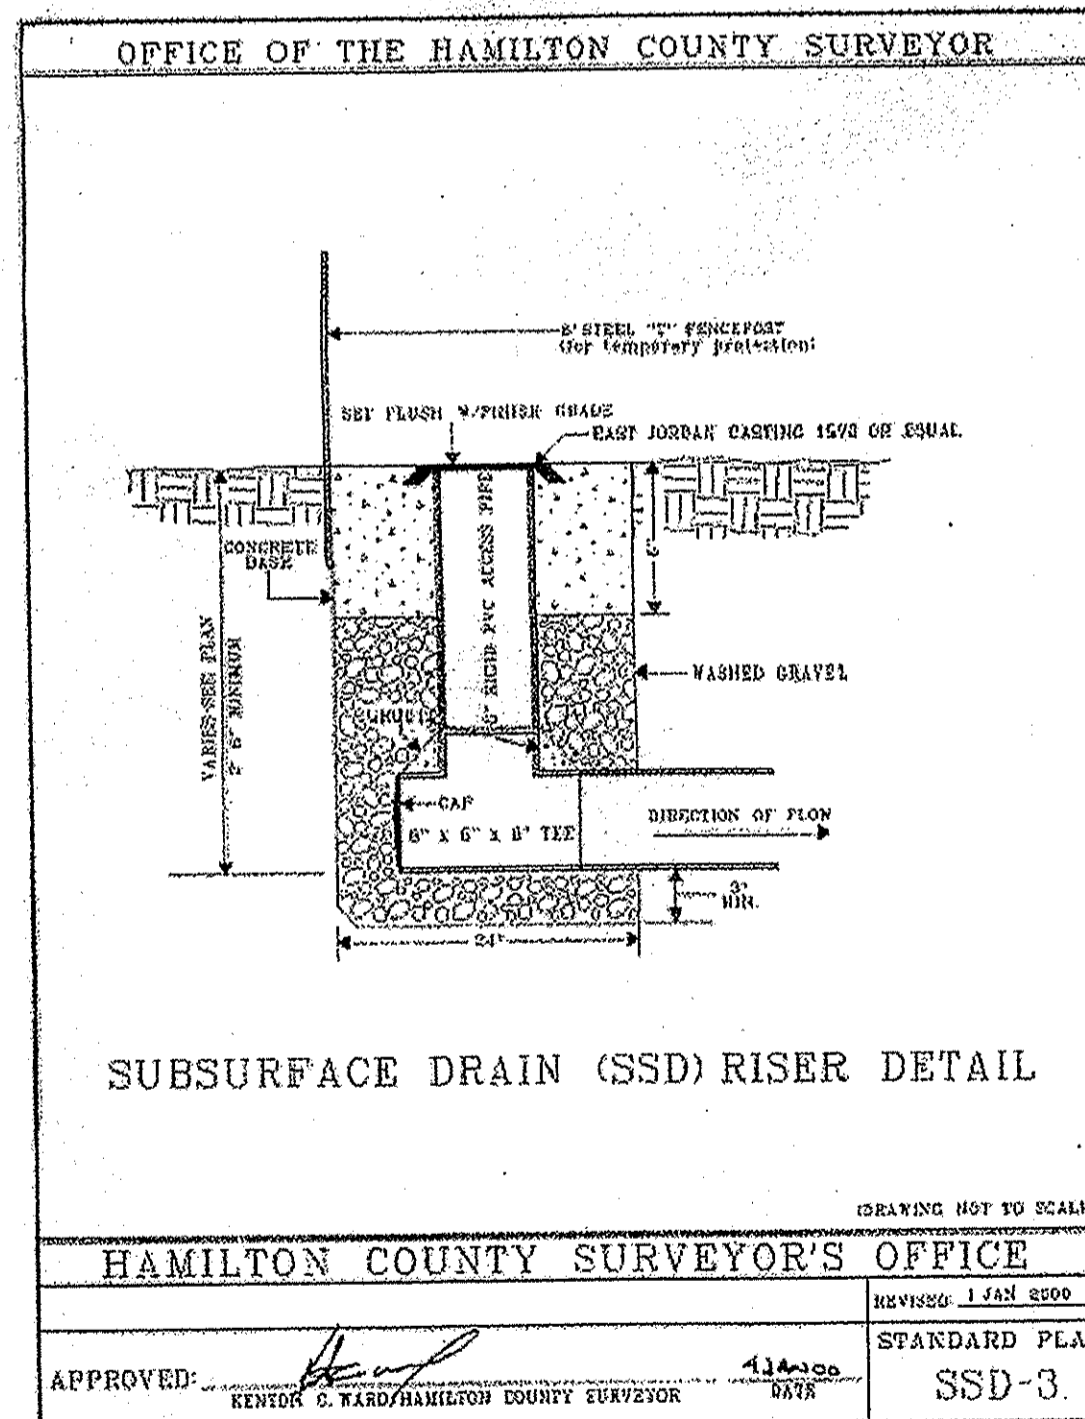 OFFICE OF THE HAMILTON COUNTY SURVEYOR
STEEL "T" FENCEPOST
(for temporary protection)
SET FLUSH W/FINISH GRADE
EAST JORDAN CASTING OR EQUAL
CONCRETE
BASE
VARIES-SEE PLAN
2' 6" MINIMUM
RIGID PVC ACCESS PIPE
WASHED GRAVEL
CAP
TEE
DIRECTION OF FLOW
3"
MIN.
24"
SUBSURFACE DRAIN (SSD) RISER DETAIL
(DRAWING NOT TO SCALE
HAMILTON COUNTY SURVEYOR'S OFFICE
REVISED: 1 JAN 2000
STANDARD PLA
APPROVED:
KENTON C. WARD/HAMILTON COUNTY SURVEYOR
4JAN00
DATE
SSD-3